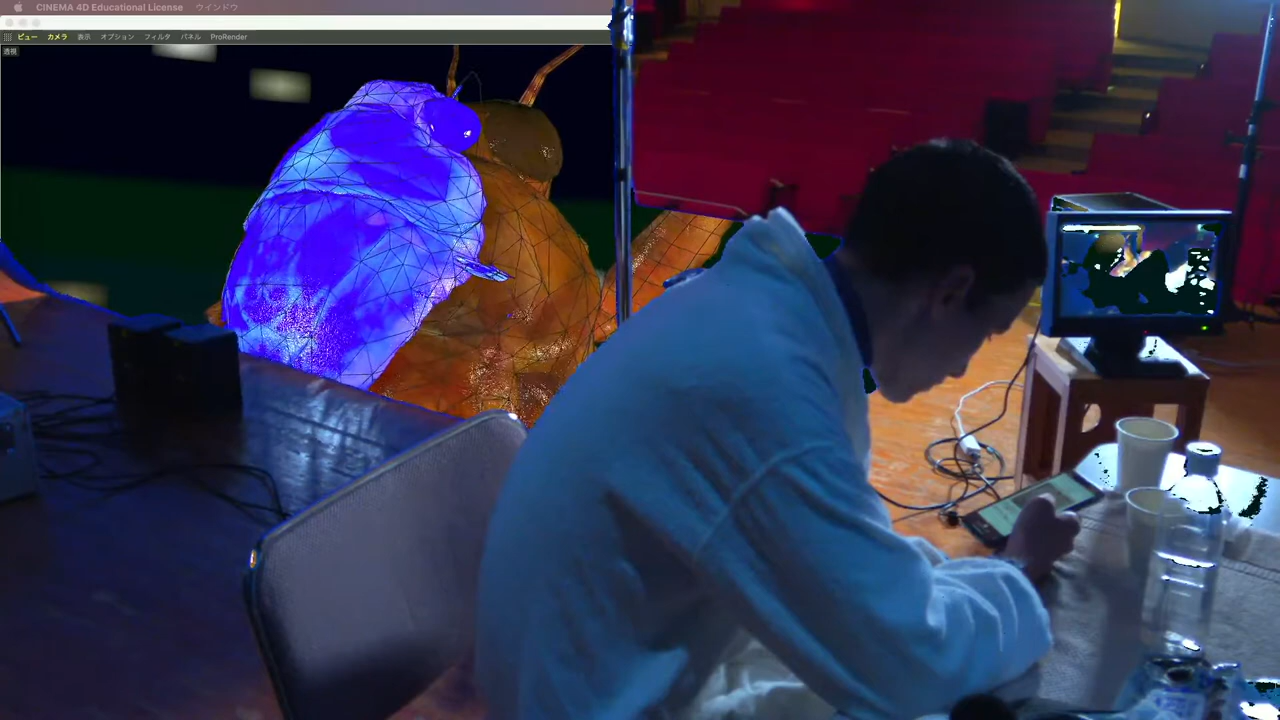 CINEMA 4D Educational License ウインドウ
ビュー カメラ 表示 オプション フィルタ パネル ProRender
透視